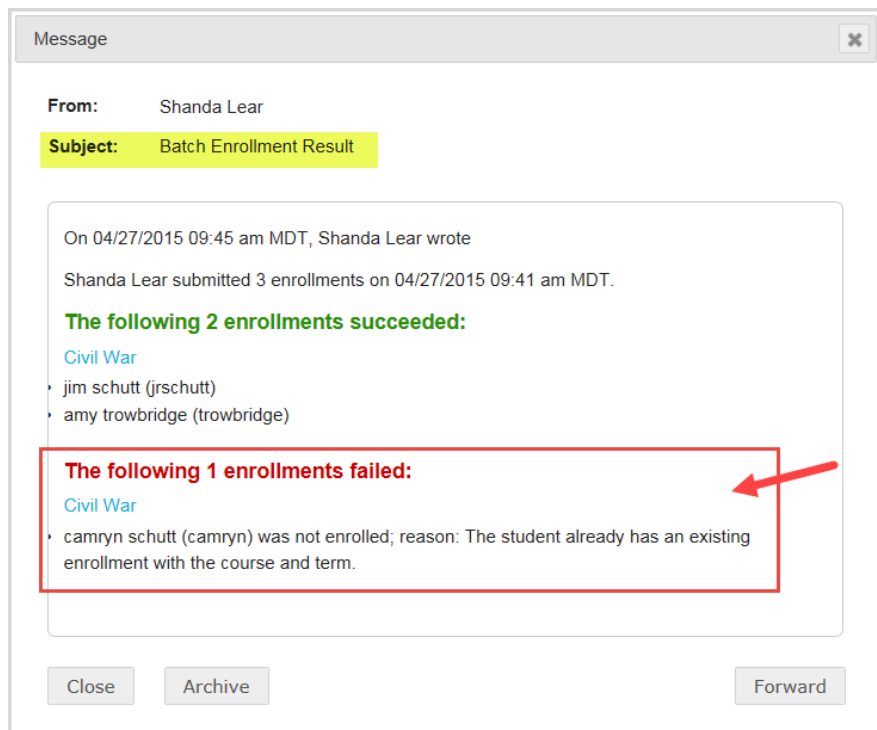 Message
From: Shanda Lear
Subject: Batch Enrollment Result
On 04/27/2015 09:45 am MDT, Shanda Lear wrote
Shanda Lear submitted 3 enrollments on 04/27/2015 09:41 am MDT.
The following 2 enrollments succeeded:
Civil War
• jim schutt (jrschutt)
• amy trowbridge (trowbridge)
The following 1 enrollments failed:
Civil War
• camryn schutt (camryn) was not enrolled; reason: The student already has an existing
enrollment with the course and term.
Close Archive Forward